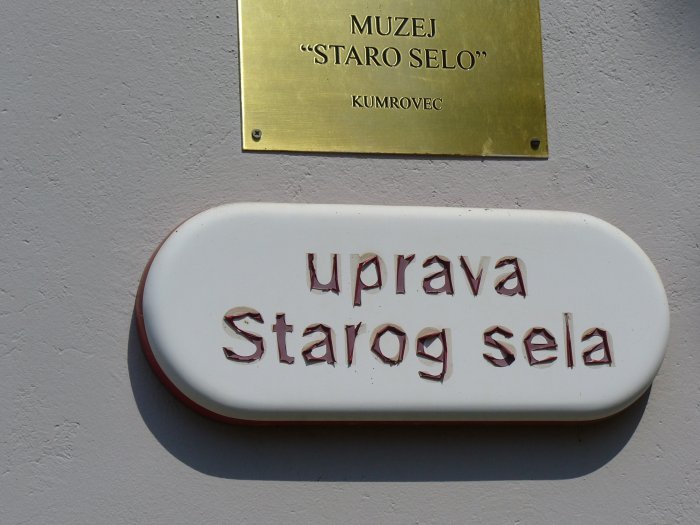 MUZEJ
“STARO SELO”
KUMROVEC
uprava
Starog sela